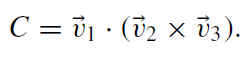 C = v⃗₁ · (v⃗₂ × v⃗₃).